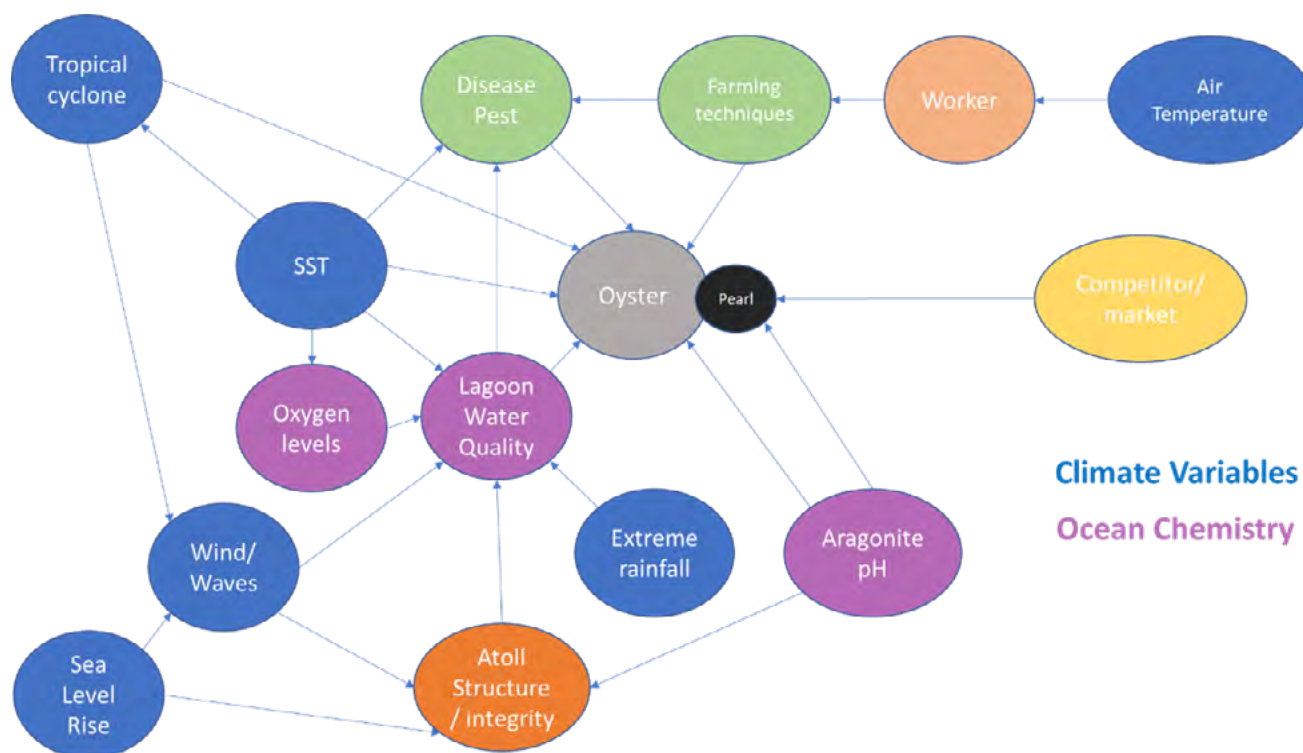 Tropical
cyclone
Disease
Pest
Farming
techniques
Worker
Air
Temperature
SST
Oyster
Pearl
Competitor/
market
Oxygen
levels
Lagoon
Water
Quality
Climate Variables
Ocean Chemistry
Wind/
Waves
Extreme
rainfall
Aragonite
pH
Sea
Level
Rise
Atoll
Structure
/ integrity